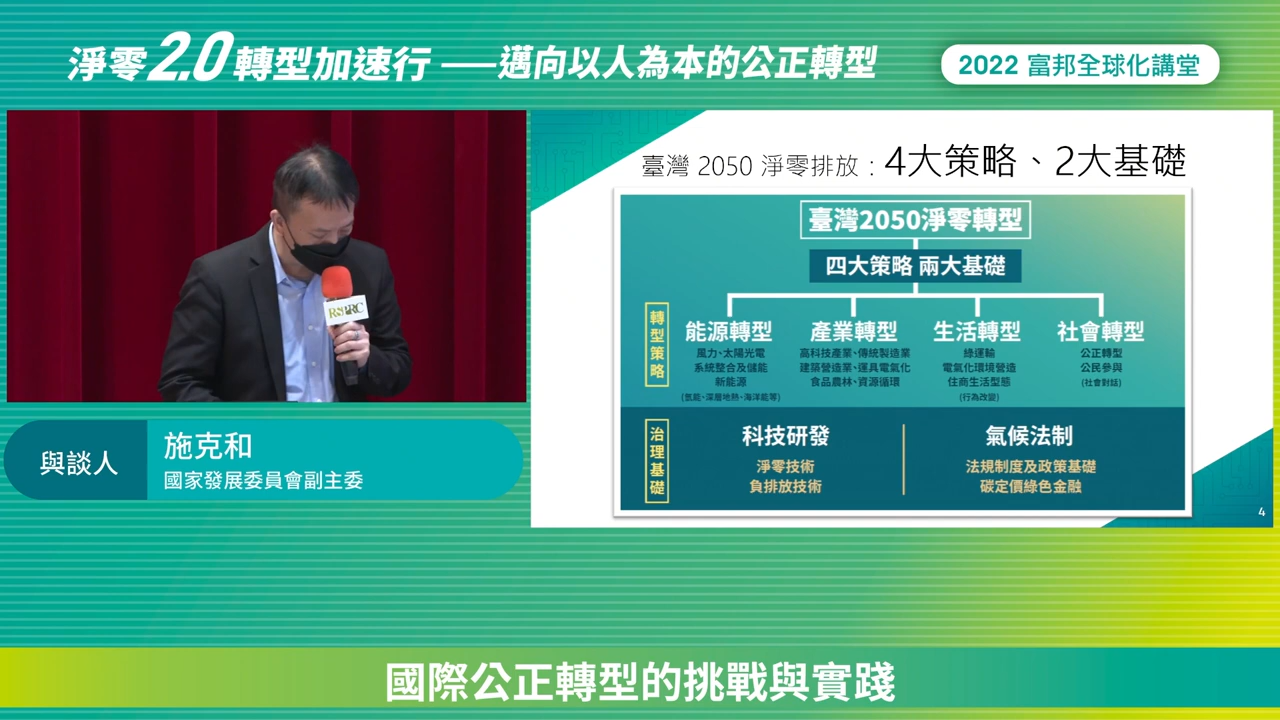 淨零2.0轉型加速行——邁向以人為本的公正轉型
2022 富邦全球化講堂
RSPRC
與談人
施克和
國家發展委員會副主委
臺灣 2050 淨零排放：4大策略、2大基礎
臺灣2050淨零轉型
四大策略 兩大基礎
轉型策略
能源轉型
風力、太陽光電
系統整合及儲能
新能源
(氫能、深層地熱、海洋能等)
產業轉型
高科技產業、傳統製造業
建築營造業、運具電氣化
食品農林、資源循環
生活轉型
綠運輸
電氣化環境營造
住商生活型態
(行為改變)
社會轉型
公正轉型
公民參與
(社會對話)
治理基礎
科技研發
淨零技術
負排放技術
氣候法制
法規制度及政策基礎
碳定價綠色金融
4
國際公正轉型的挑戰與實踐